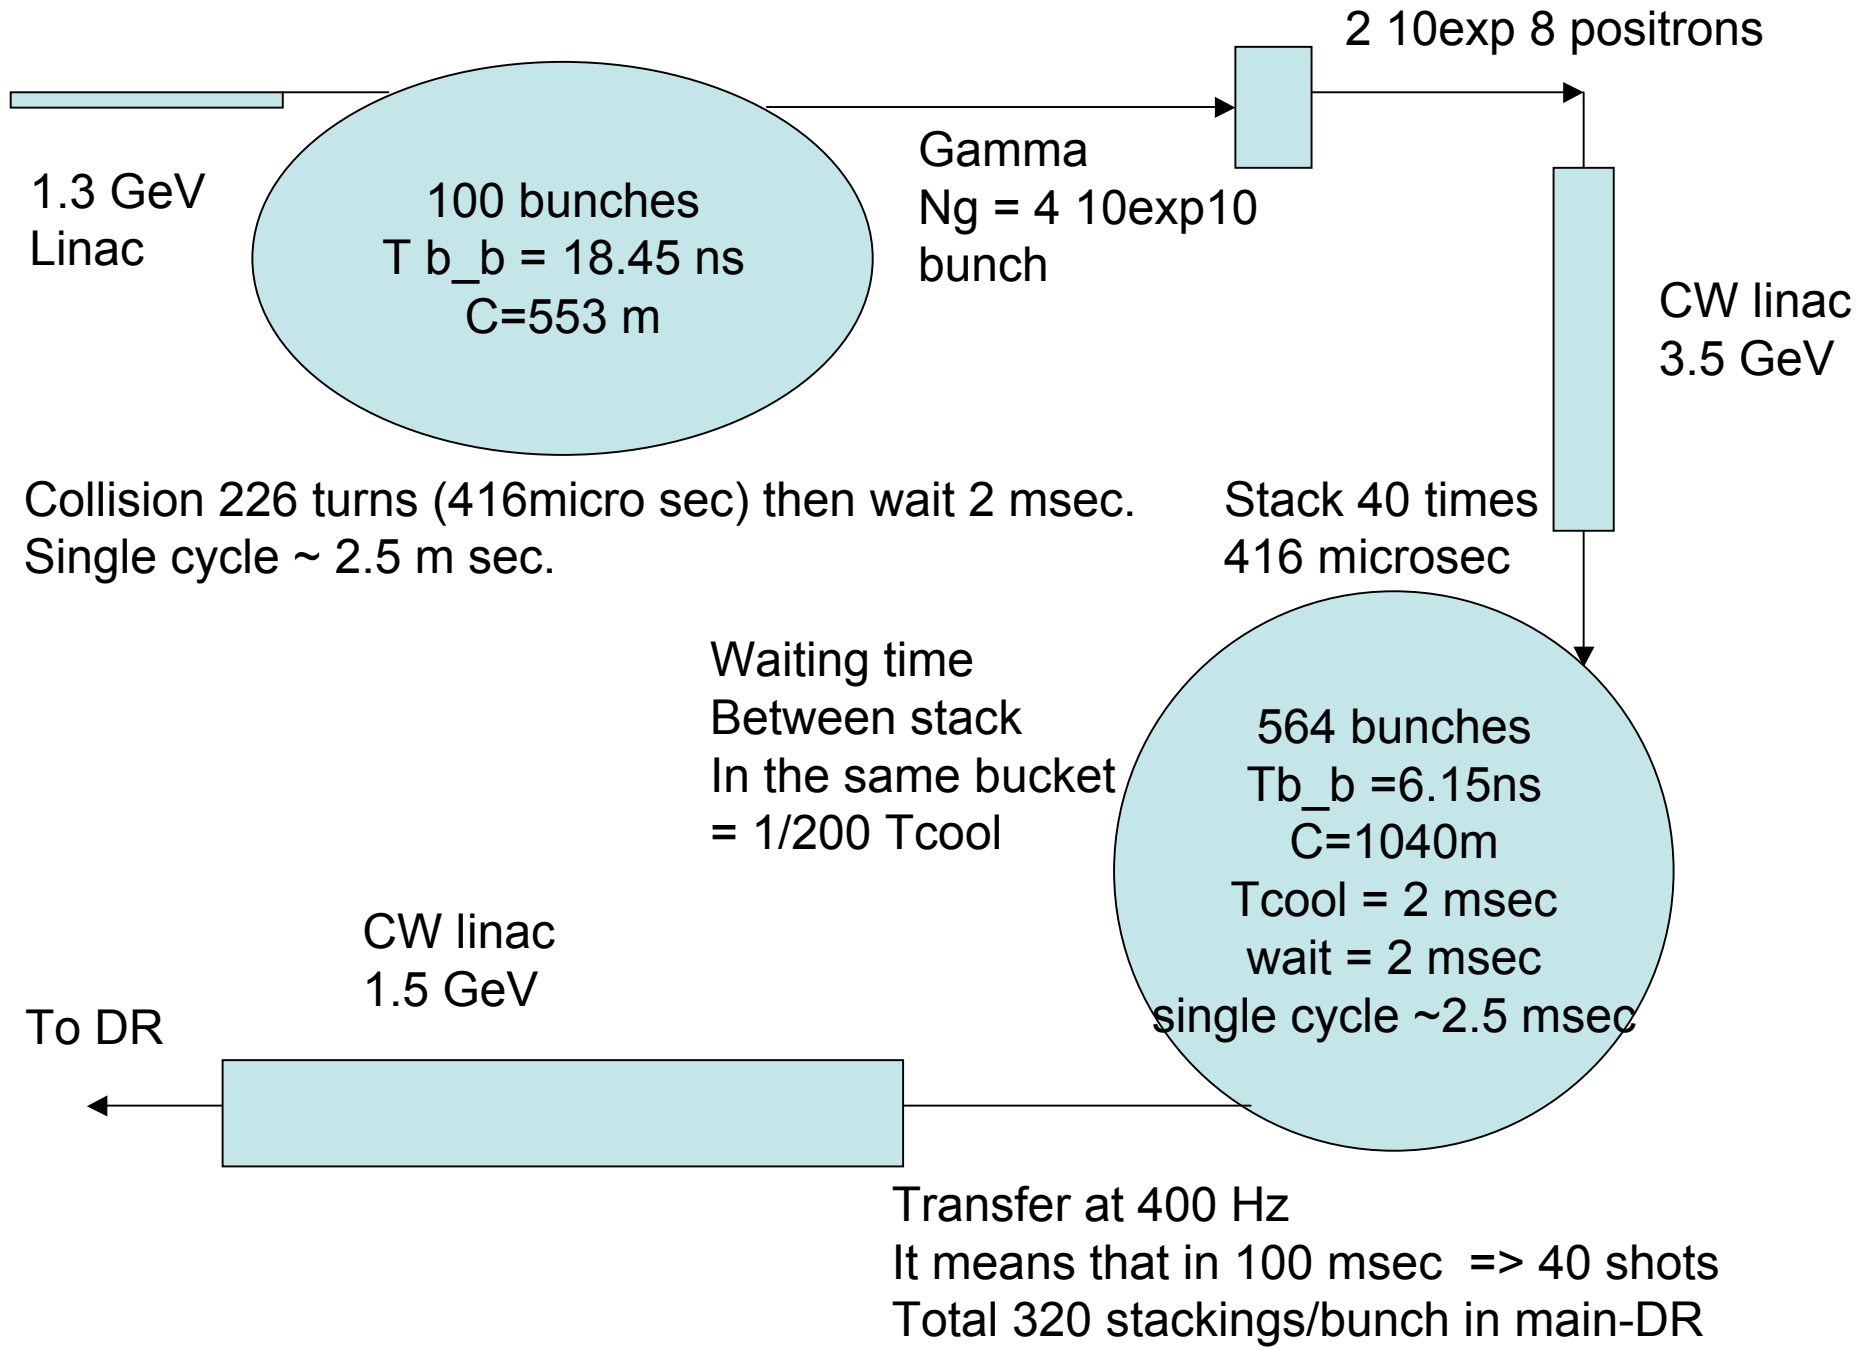 2 10exp 8 positrons
1.3 GeV
Linac
100 bunches
T b_b = 18.45 ns
C=553 m
Gamma
Ng = 4 10exp10
bunch
CW linac
3.5 GeV
Collision 226 turns (416micro sec) then wait 2 msec.
Single cycle ~ 2.5 m sec.
Stack 40 times
416 microsec
Waiting time
Between stack
In the same bucket
= 1/200 Tcool
564 bunches
Tb_b =6.15ns
C=1040m
Tcool = 2 msec
wait = 2 msec
single cycle ~2.5 msec
CW linac
1.5 GeV
To DR
Transfer at 400 Hz
It means that in 100 msec  => 40 shots
Total 320 stackings/bunch in main-DR